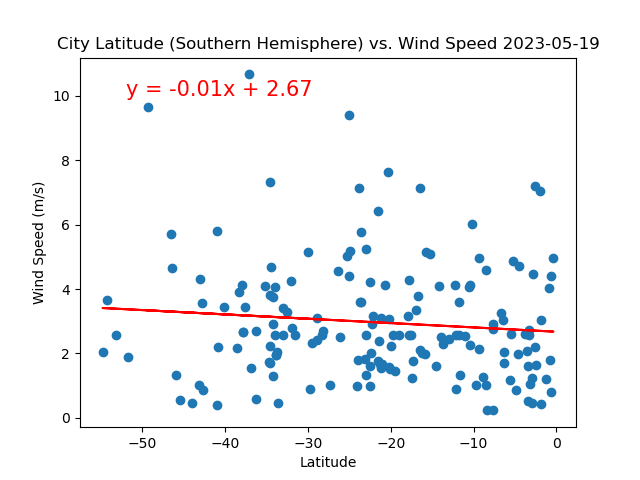 City Latitude (Southern Hemisphere) vs. Wind Speed 2023-05-19
y = -0.01x + 2.67
10
8
6
4
2
0
Wind Speed (m/s)
−50 −40 −30 −20 −10 0
Latitude